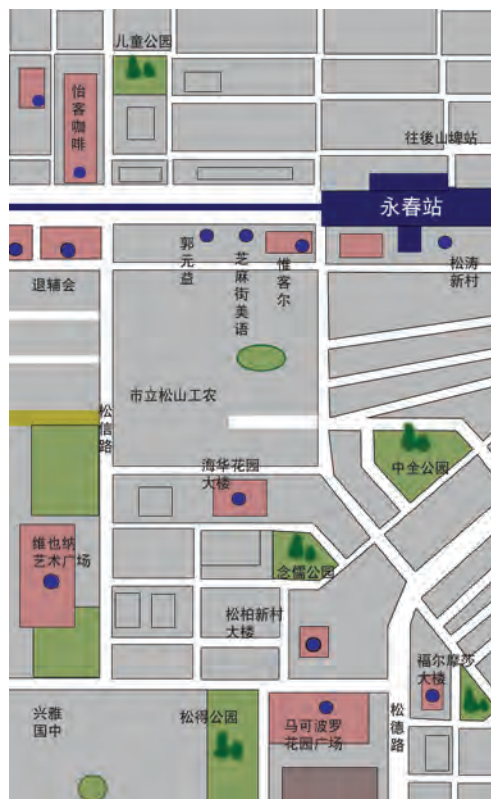 儿童公园
怡客咖啡
往後山埤站
永春站
郭元益
芝麻街美语
惟客尔
松涛
新村
退辅会
市立松山工农
松信路
海华花园
大楼
中金公园
维也纳
艺术广场
念儒公园
松柏新村
大楼
福尔摩莎
大楼
兴雅
国中
松得公园
马可波罗
花园广场
松德路